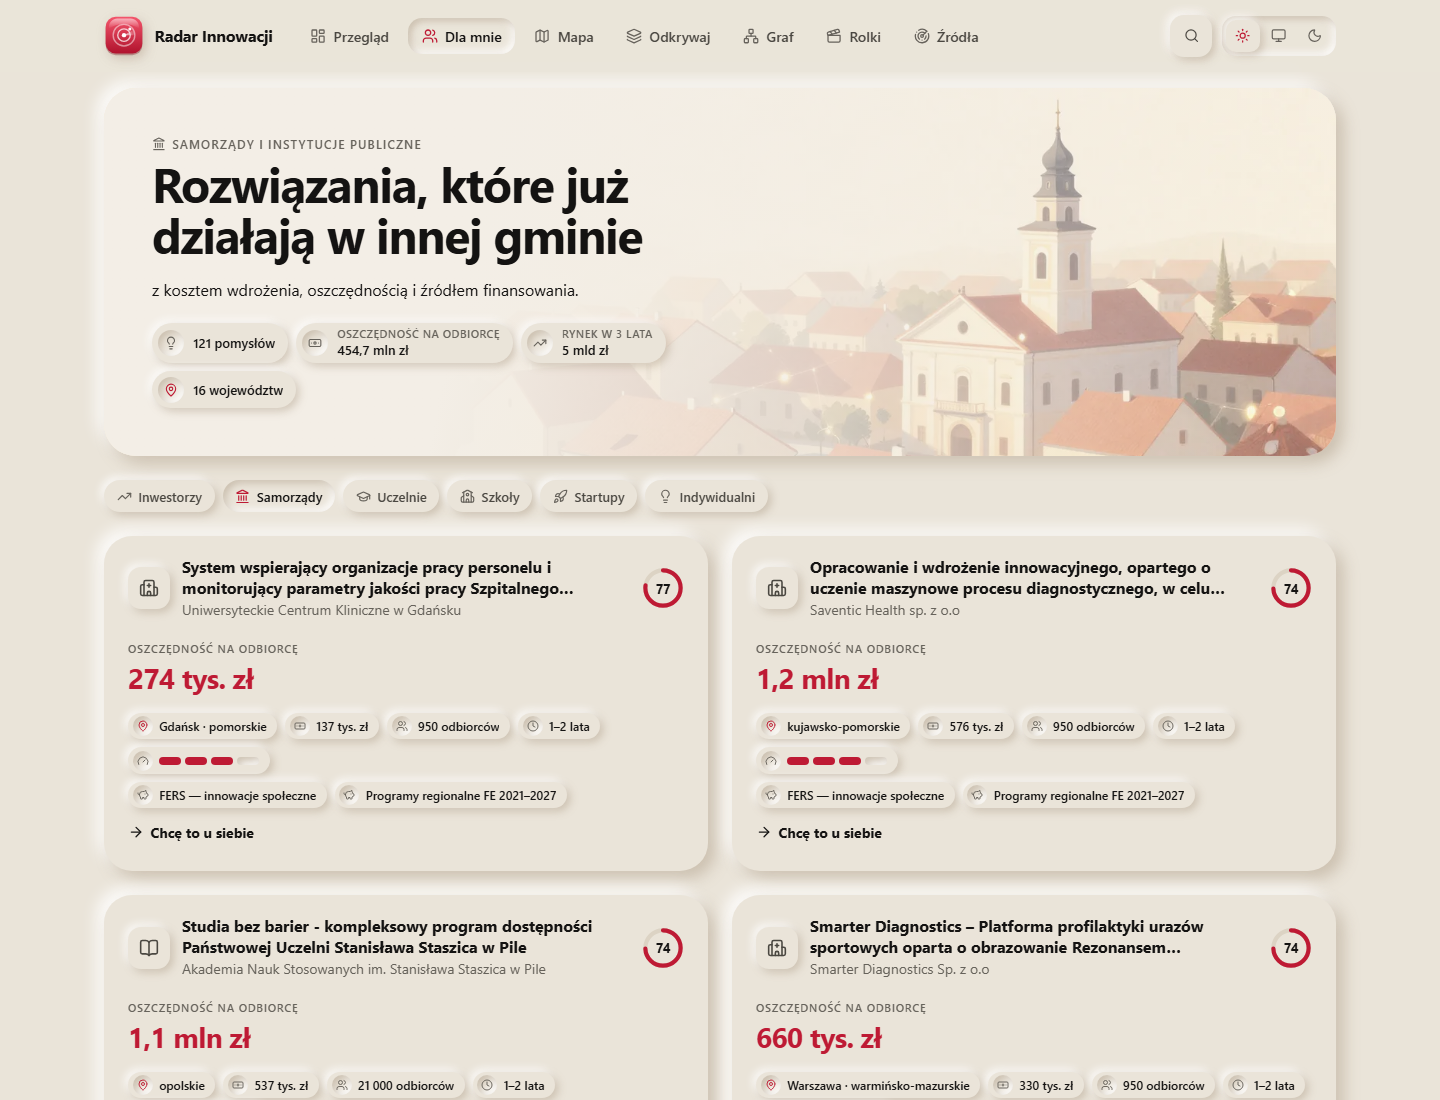 Radar Innowacji
Przegląd
Dla mnie
Mapa
Odkrywaj
Graf
Rolki
Źródła
SAMORZĄDY I INSTYTUCJE PUBLICZNE
Rozwiązania, które już
działają w innej gminie
z kosztem wdrożenia, oszczędnością i źródłem finansowania.
121 pomysłów
OSZCZĘDNOŚĆ NA ODBIORCĘ
454,7 mln zł
RYNEK W 3 LATA
5 mld zł
16 województw
Inwestorzy
Samorządy
Uczelnie
Szkoły
Startupy
Indywidualni
System wspierający organizacje pracy personelu i
monitorujący parametry jakości pracy Szpitalnego...
Uniwersyteckie Centrum Kliniczne w Gdańsku
77
OSZCZĘDNOŚĆ NA ODBIORCĘ
274 tys. zł
Gdańsk · pomorskie
137 tys. zł
950 odbiorców
1–2 lata
FERS — innowacje społeczne
Programy regionalne FE 2021–2027
Chcę to u siebie
Opracowanie i wdrożenie innowacyjnego, opartego o
uczenie maszynowe procesu diagnostycznego, w celu...
Saventic Health sp. z o.o
74
OSZCZĘDNOŚĆ NA ODBIORCĘ
1,2 mln zł
kujawsko-pomorskie
576 tys. zł
950 odbiorców
1–2 lata
FERS — innowacje społeczne
Programy regionalne FE 2021–2027
Chcę to u siebie
Studia bez barier - kompleksowy program dostępności
Państwowej Uczelni Stanisława Staszica w Pile
Akademia Nauk Stosowanych im. Stanisława Staszica w Pile
74
OSZCZĘDNOŚĆ NA ODBIORCĘ
1,1 mln zł
opolskie
537 tys. zł
21 000 odbiorców
1–2 lata
Smarter Diagnostics – Platforma profilaktyki urazów
sportowych oparta o obrazowanie Rezonansem...
Smarter Diagnostics Sp. z o.o
74
OSZCZĘDNOŚĆ NA ODBIORCĘ
660 tys. zł
Warszawa · warmińsko-mazurskie
330 tys. zł
950 odbiorców
1–2 lata